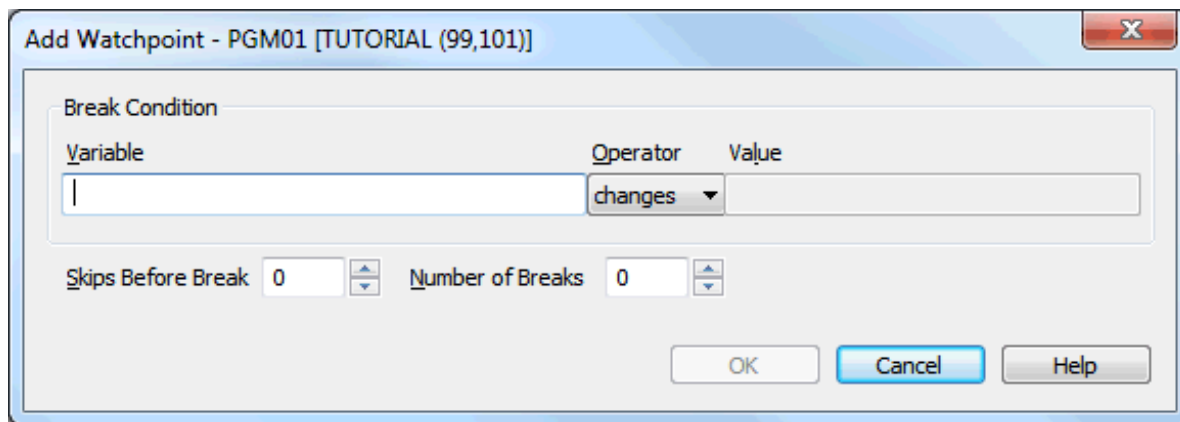 Add Watchpoint - PGM01 [TUTORIAL (99,101)]
Break Condition
Variable Operator Value
changes
Skips Before Break 0 Number of Breaks 0
OK Cancel Help